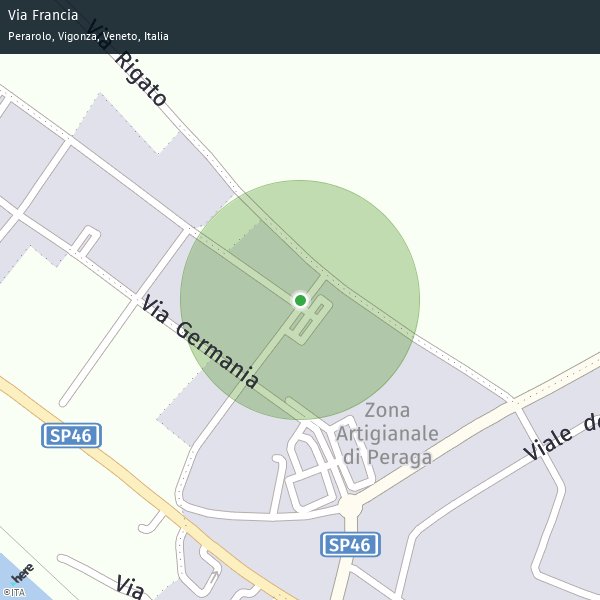 Via Francia
Perarolo, Vigonza, Veneto, Italia
Via Rigato
Via Germania
Zona
Artigianale
di Peraga
Viale de
SP46
SP46
Via
here
©ITA